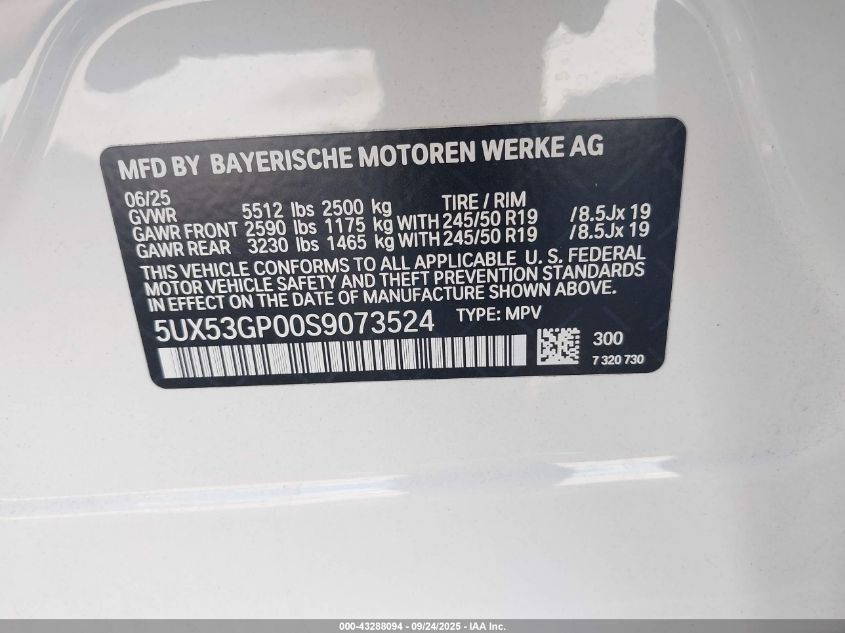 MFD BY BAYERISCHE MOTOREN WERKE AG
06/25
GVWR 5512 lbs 2500 kg TIRE / RIM
GAWR FRONT 2590 lbs 1175 kg WITH 245/50 R19 /8.5Jx 19
GAWR REAR 3230 lbs 1465 kg WITH 245/50 R19 /8.5Jx 19
THIS VEHICLE CONFORMS TO ALL APPLICABLE U. S. FEDERAL
MOTOR VEHICLE SAFETY AND THEFT PREVENTION STANDARDS
IN EFFECT ON THE DATE OF MANUFACTURE SHOWN ABOVE.
5UX53GP00S9073524 TYPE: MPV
300
7 320 730
000-43288094 - 09/24/2025 - IAA Inc.